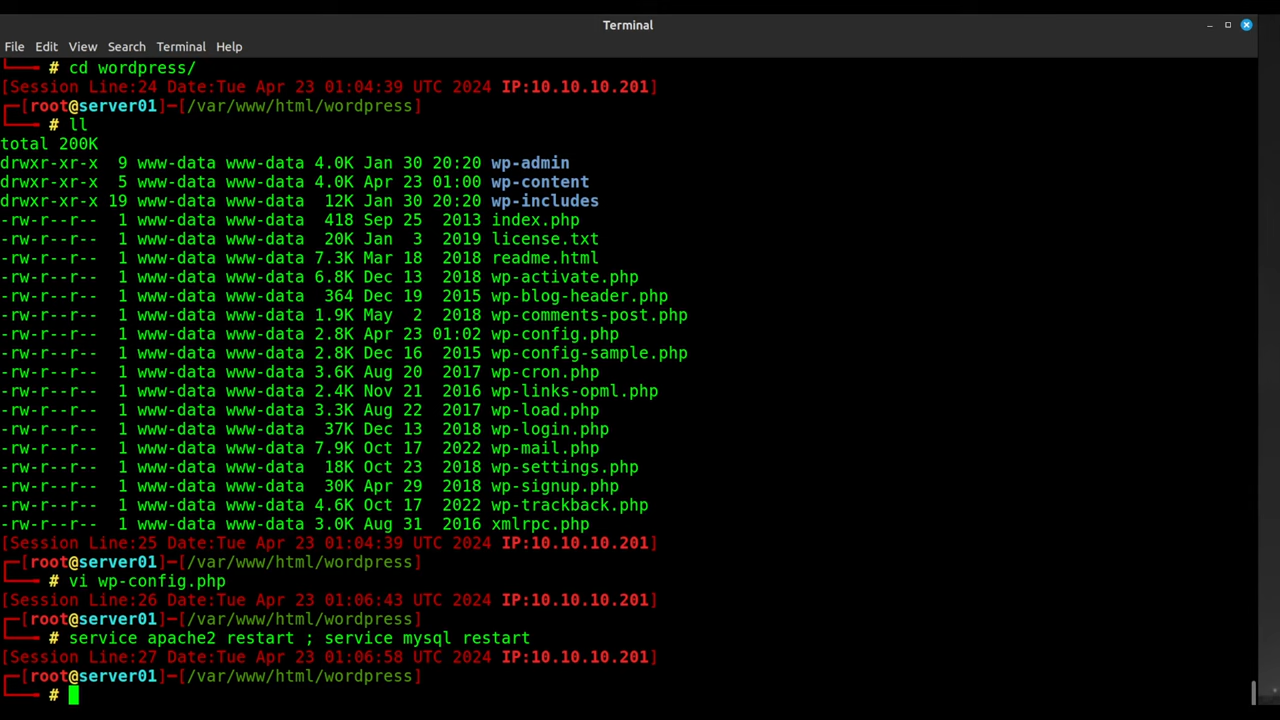 Terminal
File Edit View Search Terminal Help
└──╼ # cd wordpress/
[Session Line:24 Date:Tue Apr 23 01:04:39 UTC 2024 IP:10.10.10.201]
┌─[root@server01]─[/var/www/html/wordpress]
└──╼ # ll
total 200K
drwxr-xr-x  9 www-data www-data 4.0K Jan 30 20:20 wp-admin
drwxr-xr-x  5 www-data www-data 4.0K Apr 23 01:00 wp-content
drwxr-xr-x 19 www-data www-data  12K Jan 30 20:20 wp-includes
-rw-r--r--  1 www-data www-data  418 Sep 25  2013 index.php
-rw-r--r--  1 www-data www-data  20K Jan  3  2019 license.txt
-rw-r--r--  1 www-data www-data 7.3K Mar 18  2018 readme.html
-rw-r--r--  1 www-data www-data 6.8K Dec 13  2018 wp-activate.php
-rw-r--r--  1 www-data www-data  364 Dec 19  2015 wp-blog-header.php
-rw-r--r--  1 www-data www-data 1.9K May  2  2018 wp-comments-post.php
-rw-r--r--  1 www-data www-data 2.8K Apr 23 01:02 wp-config.php
-rw-r--r--  1 www-data www-data 2.8K Dec 16  2015 wp-config-sample.php
-rw-r--r--  1 www-data www-data 3.6K Aug 20  2017 wp-cron.php
-rw-r--r--  1 www-data www-data 2.4K Nov 21  2016 wp-links-opml.php
-rw-r--r--  1 www-data www-data 3.3K Aug 22  2017 wp-load.php
-rw-r--r--  1 www-data www-data  37K Dec 13  2018 wp-login.php
-rw-r--r--  1 www-data www-data 7.9K Oct 17  2022 wp-mail.php
-rw-r--r--  1 www-data www-data  18K Oct 23  2018 wp-settings.php
-rw-r--r--  1 www-data www-data  30K Apr 29  2018 wp-signup.php
-rw-r--r--  1 www-data www-data 4.6K Oct 17  2022 wp-trackback.php
-rw-r--r--  1 www-data www-data 3.0K Aug 31  2016 xmlrpc.php
[Session Line:25 Date:Tue Apr 23 01:04:39 UTC 2024 IP:10.10.10.201]
┌─[root@server01]─[/var/www/html/wordpress]
└──╼ # vi wp-config.php
[Session Line:26 Date:Tue Apr 23 01:06:43 UTC 2024 IP:10.10.10.201]
┌─[root@server01]─[/var/www/html/wordpress]
└──╼ # service apache2 restart ; service mysql restart
[Session Line:27 Date:Tue Apr 23 01:06:58 UTC 2024 IP:10.10.10.201]
┌─[root@server01]─[/var/www/html/wordpress]
└──╼ #